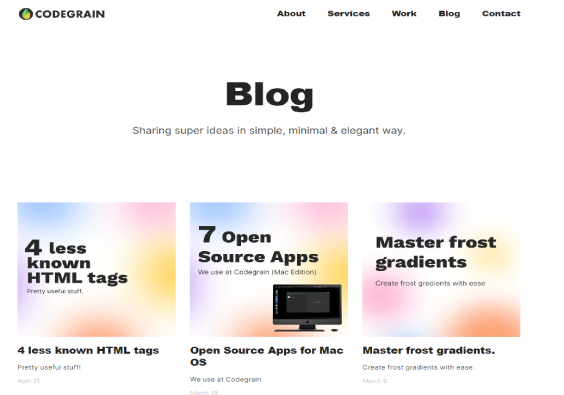 CODEGRAIN
About Services Work Blog Contact
Blog
Sharing super ideas in simple, minimal & elegant way.
4 less
known
HTML tags
Pretty useful stuff.
7 Open
Source Apps
We use at Codegrain (Mac Edition)
Master frost
gradients
Create frost gradients with ease
4 less known HTML tags
Pretty useful stuff!
April 21
Open Source Apps for Mac
OS
We use at Codegrain
March 20
Master frost gradients.
Create frost gradients with ease.
March 9